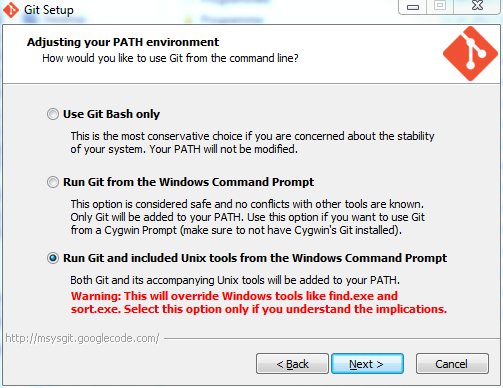 Git Setup
Adjusting your PATH environment
How would you like to use Git from the command line?
Use Git Bash only
This is the most conservative choice if you are concerned about the stability
of your system. Your PATH will not be modified.
Run Git from the Windows Command Prompt
This option is considered safe and no conflicts with other tools are known.
Only Git will be added to your PATH. Use this option if you want to use Git
from a Cygwin Prompt (make sure to not have Cygwin's Git installed).
Run Git and included Unix tools from the Windows Command Prompt
Both Git and its accompanying Unix tools will be added to your PATH.
Warning: This will override Windows tools like find.exe and
sort.exe. Select this option only if you understand the implications.
http://msysgit.googlecode.com/
< Back
Next >
Cancel